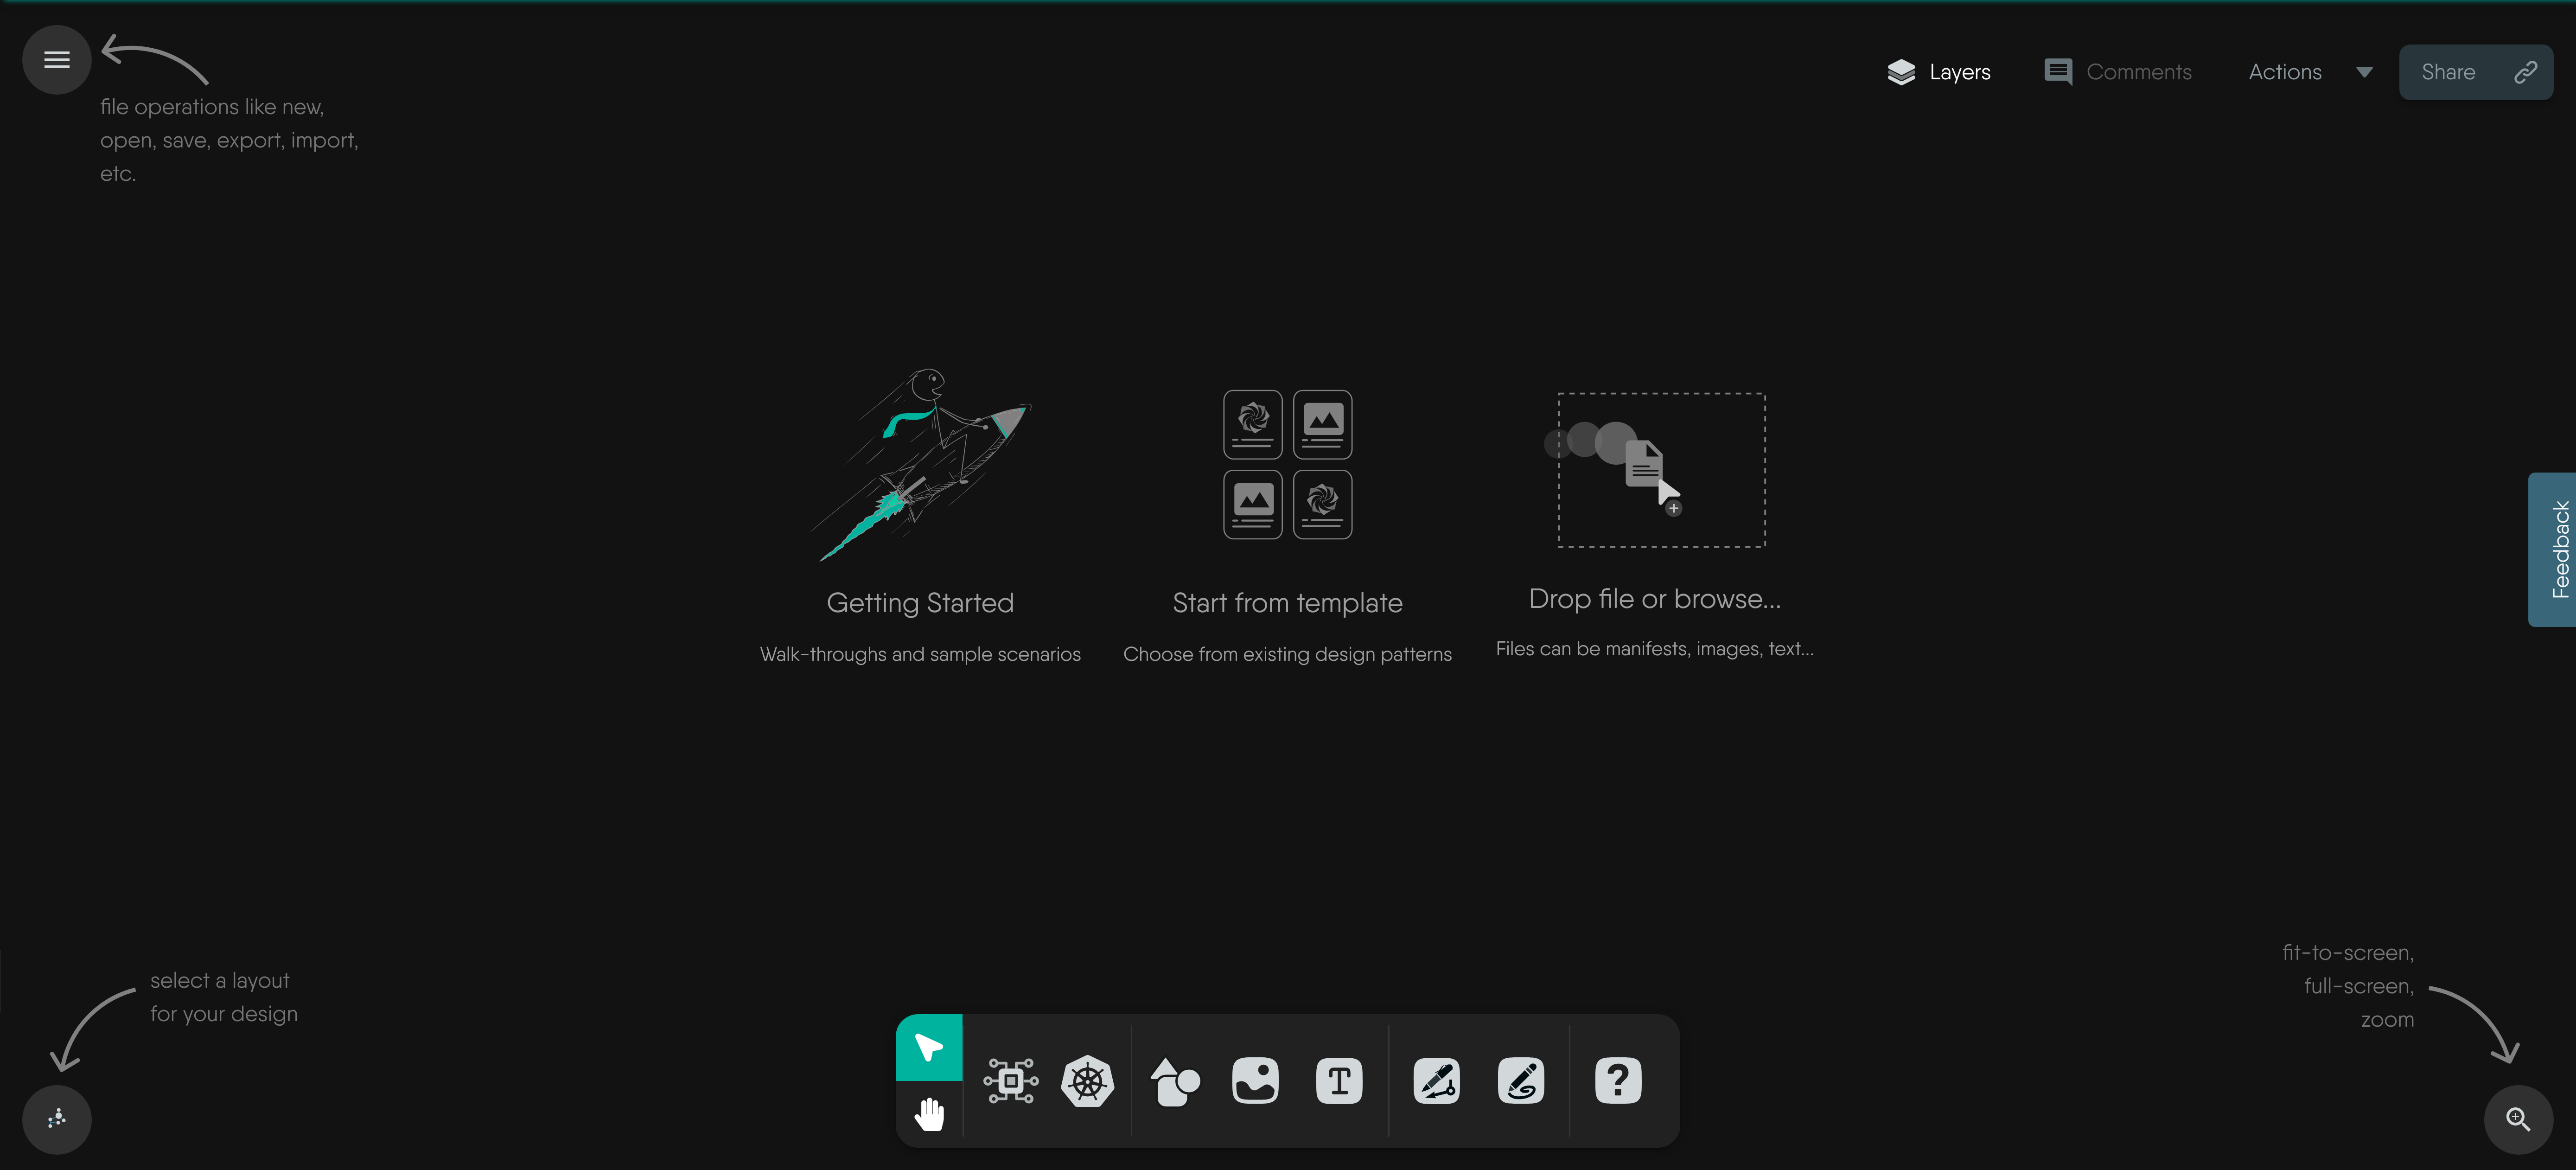 file operations like new,
open, save, export, import,
etc.
Layers
Comments
Actions
Share
Getting Started
Walk-throughs and sample scenarios
Start from template
Choose from existing design patterns
Drop file or browse...
Files can be manifests, images, text...
Feedback
select a layout
for your design
fit-to-screen,
full-screen,
zoom
T
?